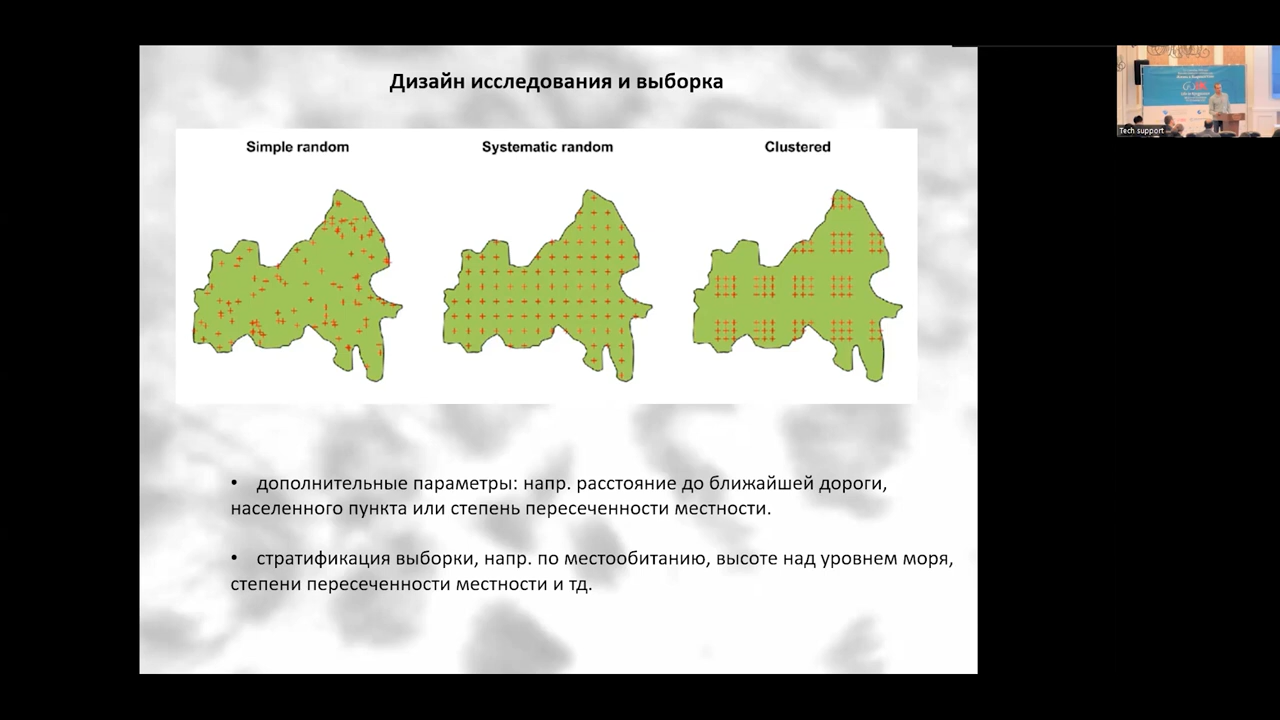 Дизайн исследования и выборка
Simple random
Systematic random
Clustered
• дополнительные параметры: напр. расстояние до ближайшей дороги,
населенного пункта или степень пересеченности местности.
• стратификация выборки, напр. по местообитанию, высоте над уровнем моря,
степени пересеченности местности и тд.
Tech support